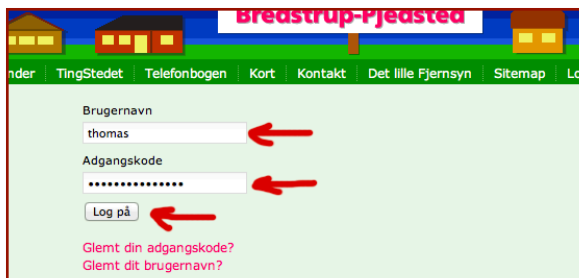 Bredstrup-Pjedsted
TingStedet Telefonbogen Kort Kontakt Det lille Fjernsyn Sitemap
Brugernavn
thomas
Adgangskode
•••••••••••••••
Log på
Glemt din adgangskode?
Glemt dit brugernavn?